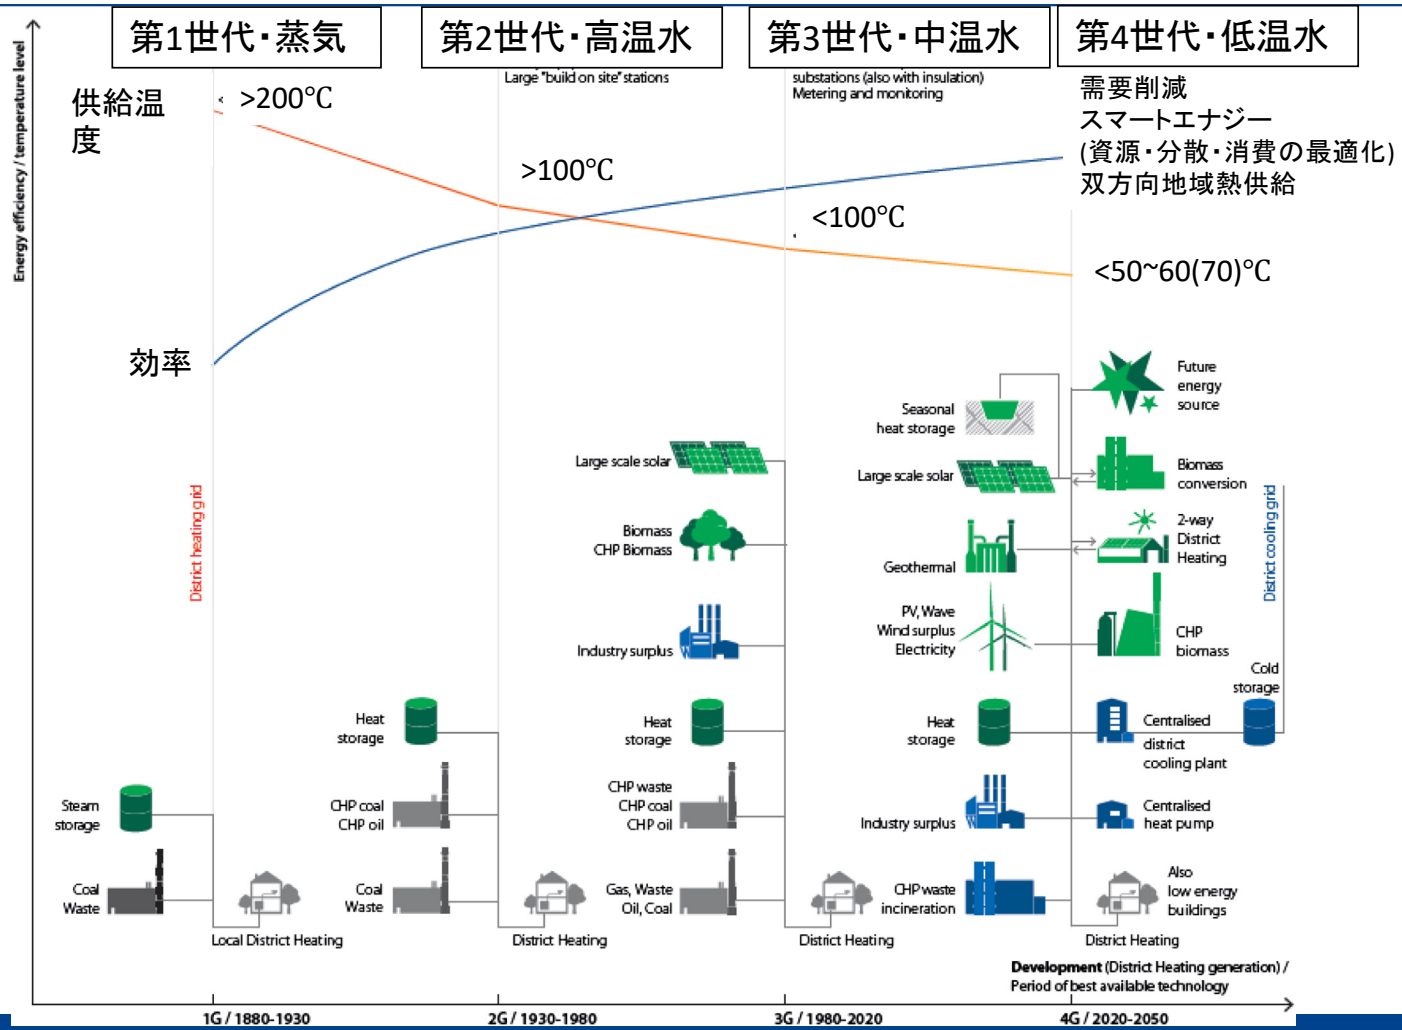 第1世代・蒸気
第2世代・高温水
第3世代・中温水
第4世代・低温水
Large "build on site" stations
substations (also with insulation)
Metering and monitoring
需要削減
スマートエナジー
(資源・分散・消費の最適化)
双方向地域熱供給
Energy efficiency / temperature level
供給温
度
>200℃
>100℃
<100℃
<50~60(70)℃
効率
District heating grid
Steam
storage
Coal
Waste
Local District Heating
Heat
storage
CHP coal
CHP oil
Coal
Waste
District Heating
Large scale solar
Biomass
CHP Biomass
Industry surplus
Heat
storage
CHP waste
CHP coal
CHP oil
Gas, Waste
Oil, Coal
District Heating
Seasonal
heat storage
Large scale solar
Geothermal
PV, Wave
Wind surplus
Electricity
Heat
storage
Industry surplus
CHP waste
incineration
Future
energy
source
Biomass
conversion
2-way
District
Heating
CHP
biomass
Cold
storage
Centralised
district
cooling plant
Centralised
heat pump
Also
low energy
buildings
District Heating
District cooling grid
Development (District Heating generation) /
Period of best available technology
1G / 1880-1930
2G / 1930-1980
3G / 1980-2020
4G / 2020-2050